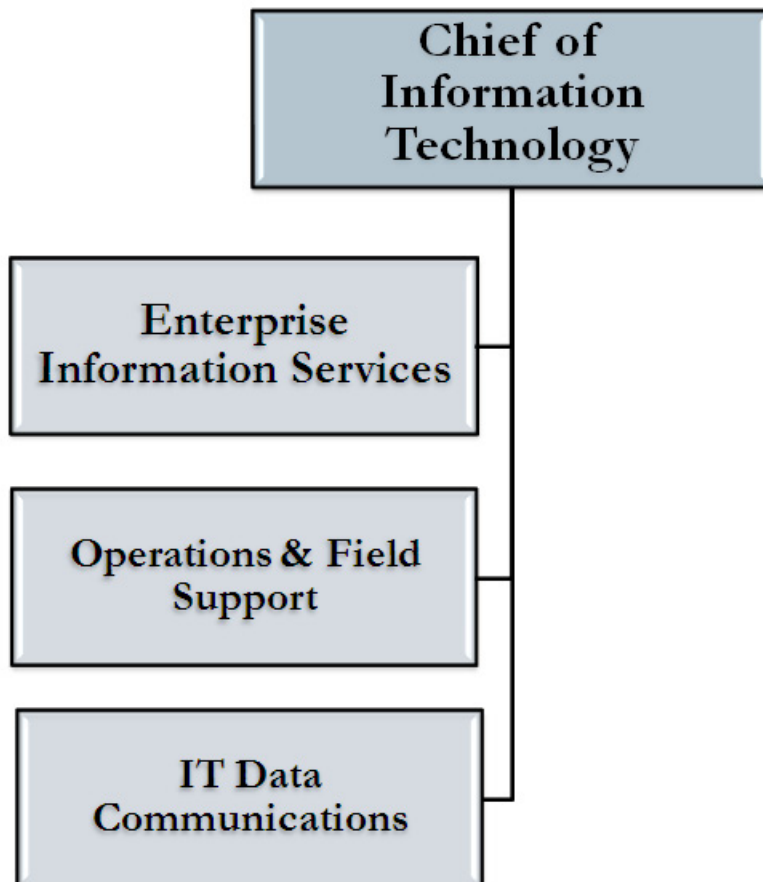 Chief of
Information
Technology
Enterprise
Information Services
Operations & Field
Support
IT Data
Communications